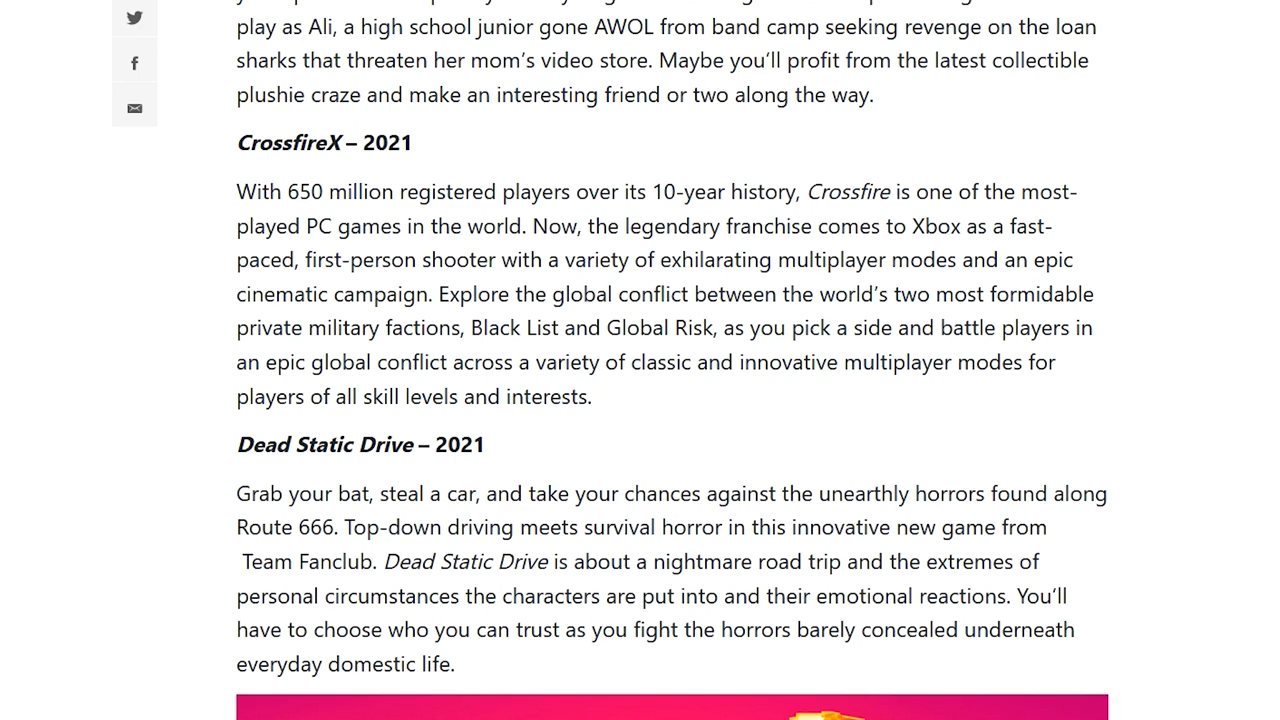 play as Ali, a high school junior gone AWOL from band camp seeking revenge on the loan
sharks that threaten her mom’s video store. Maybe you’ll profit from the latest collectible
plushie craze and make an interesting friend or two along the way.
CrossfireX – 2021
With 650 million registered players over its 10-year history, Crossfire is one of the most-
played PC games in the world. Now, the legendary franchise comes to Xbox as a fast-
paced, first-person shooter with a variety of exhilarating multiplayer modes and an epic
cinematic campaign. Explore the global conflict between the world’s two most formidable
private military factions, Black List and Global Risk, as you pick a side and battle players in
an epic global conflict across a variety of classic and innovative multiplayer modes for
players of all skill levels and interests.
Dead Static Drive – 2021
Grab your bat, steal a car, and take your chances against the unearthly horrors found along
Route 666. Top-down driving meets survival horror in this innovative new game from
Team Fanclub. Dead Static Drive is about a nightmare road trip and the extremes of
personal circumstances the characters are put into and their emotional reactions. You’ll
have to choose who you can trust as you fight the horrors barely concealed underneath
everyday domestic life.